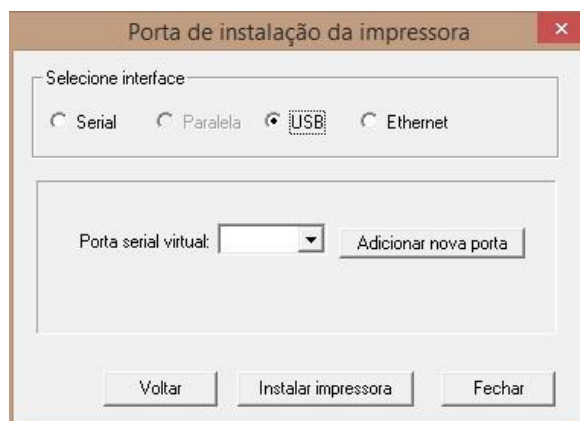 Porta de instalação da impressora
Selecione interface
Serial Paralela USB Ethernet
Porta serial virtual: Adicionar nova porta
Voltar Instalar impressora Fechar